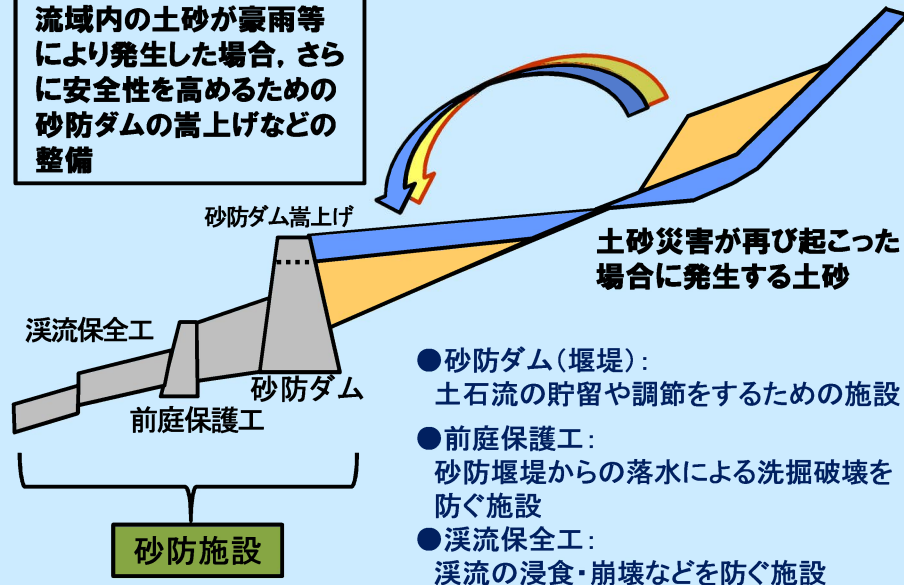 流域内の土砂が豪雨等
により発生した場合，さら
に安全性を高めるための
砂防ダムの嵩上げなどの
整備
砂防ダム嵩上げ
土砂災害が再び起こった
場合に発生する土砂
渓流保全工
砂防ダム
前庭保護工
砂防施設
●砂防ダム（堰堤）：
土石流の貯留や調節をするための施設
●前庭保護工：
砂防堰堤からの落水による洗掘破壊を
防ぐ施設
●渓流保全工：
渓流の浸食・崩壊などを防ぐ施設